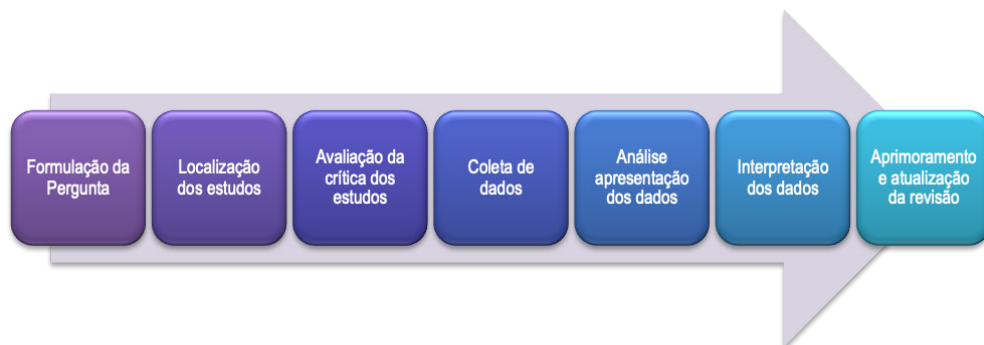 Formulação da
Pergunta
Localização
dos estudos
Avaliação da
crítica dos
estudos
Coleta de
dados
Análise
apresentação
dos dados
Interpretação
dos dados
Aprimoramento
e atualização
da revisão